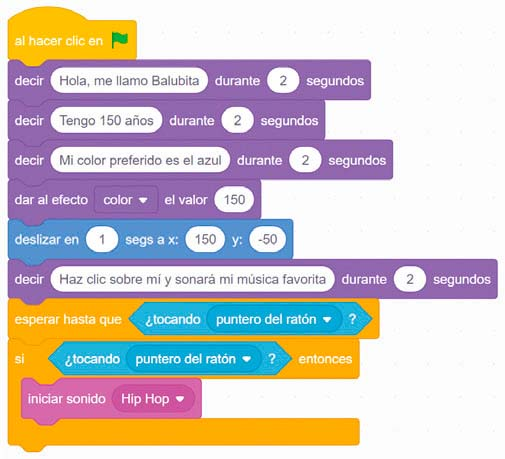 al hacer clic en
decir Hola, me llamo Balubita durante 2 segundos
decir Tengo 150 años durante 2 segundos
decir Mi color preferido es el azul durante 2 segundos
dar al efecto color el valor 150
deslizar en 1 segs a x: 150 y: -50
decir Haz clic sobre mí y sonará mi música favorita durante 2 segundos
esperar hasta que ¿tocando puntero del ratón ?
si ¿tocando puntero del ratón ? entonces
iniciar sonido Hip Hop